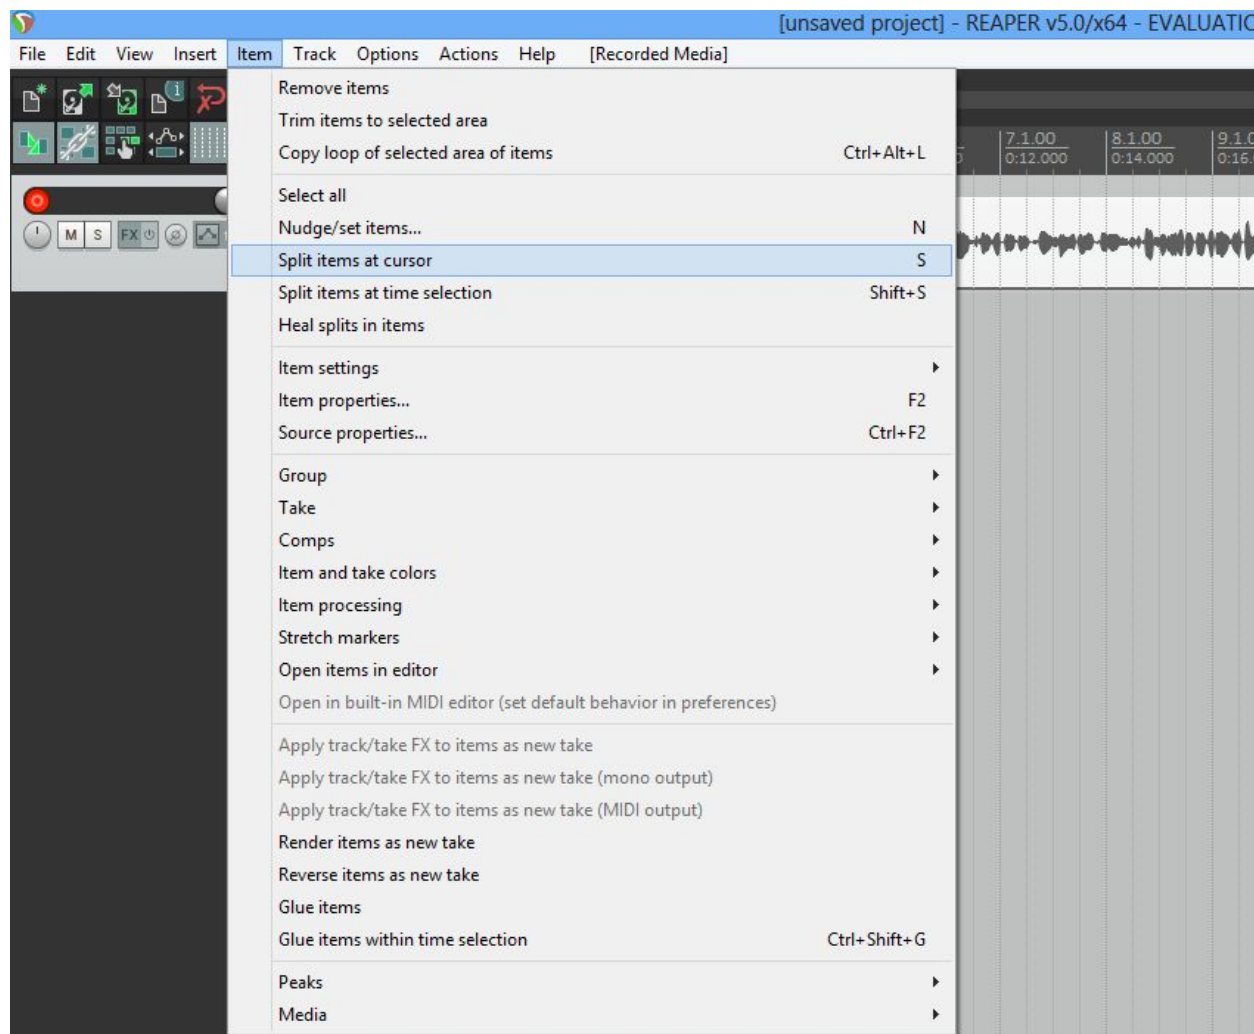 [unsaved project] - REAPER v5.0/x64 - EVALUATIO
File Edit View Insert Item Track Options Actions Help [Recorded Media]
Remove items
Trim items to selected area
Copy loop of selected area of items Ctrl+Alt+L
7.1.00 8.1.00 9.1.0
0:12.000 0:14.000 0:16.
Select all
Nudge/set items... N
M S FX
Split items at cursor S
Split items at time selection Shift+S
Heal splits in items
Item settings
Item properties... F2
Source properties... Ctrl+F2
Group
Take
Comps
Item and take colors
Item processing
Stretch markers
Open items in editor
Open in built-in MIDI editor (set default behavior in preferences)
Apply track/take FX to items as new take
Apply track/take FX to items as new take (mono output)
Apply track/take FX to items as new take (MIDI output)
Render items as new take
Reverse items as new take
Glue items
Glue items within time selection Ctrl+Shift+G
Peaks
Media